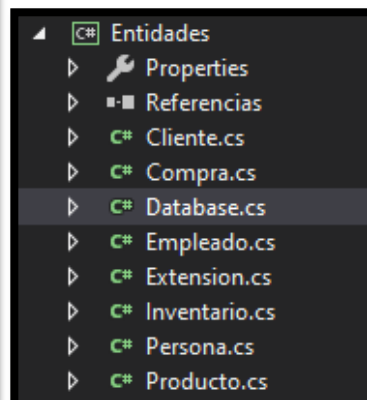 C# Entidades
Properties
Referencias
C# Cliente.cs
C# Compra.cs
C# Database.cs
C# Empleado.cs
C# Extension.cs
C# Inventario.cs
C# Persona.cs
C# Producto.cs